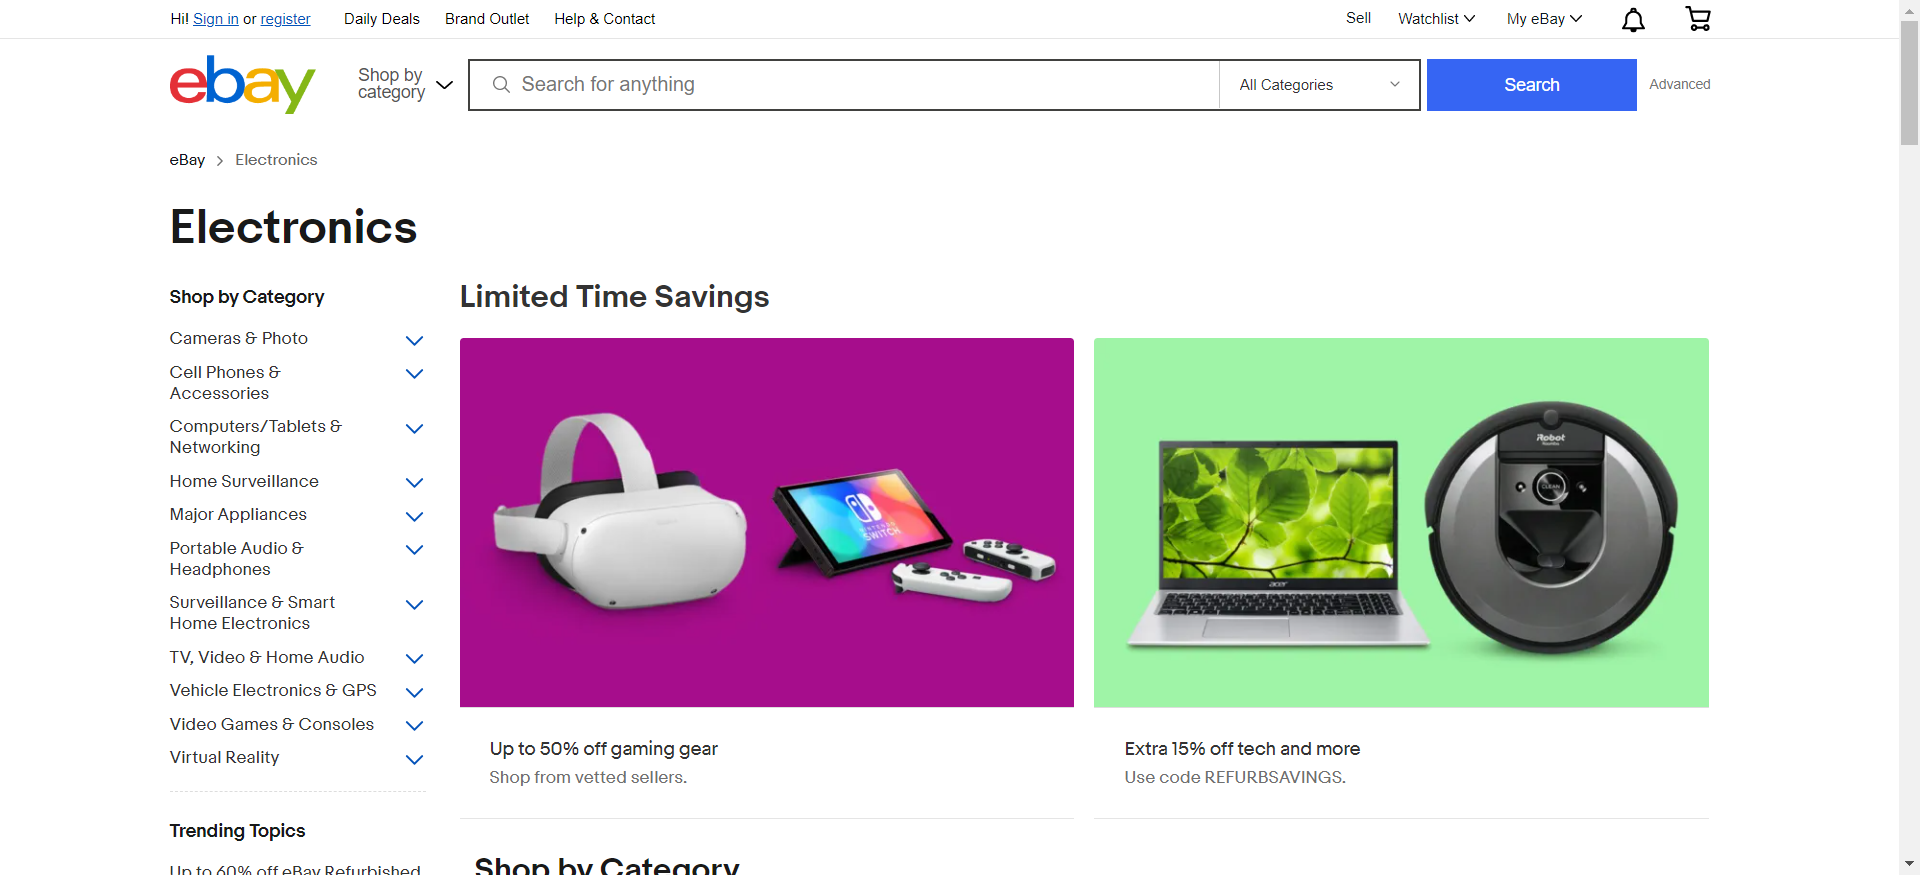 Hi! Sign in or register
Daily Deals
Brand Outlet
Help & Contact
Sell
Watchlist
My eBay
ebay
Shop by
category
Search for anything
All Categories
Search
Advanced
eBay
Electronics
Electronics
Shop by Category
Cameras & Photo
Cell Phones &
Accessories
Computers/Tablets &
Networking
Home Surveillance
Major Appliances
Portable Audio &
Headphones
Surveillance & Smart
Home Electronics
TV, Video & Home Audio
Vehicle Electronics & GPS
Video Games & Consoles
Virtual Reality
Trending Topics
Up to 60% off eBay Refurbished
Limited Time Savings
NINTENDO
SWITCH
Up to 50% off gaming gear
Shop from vetted sellers.
acer
iRobot
CLEAN
Extra 15% off tech and more
Use code REFURBSAVINGS.
Shop by Category